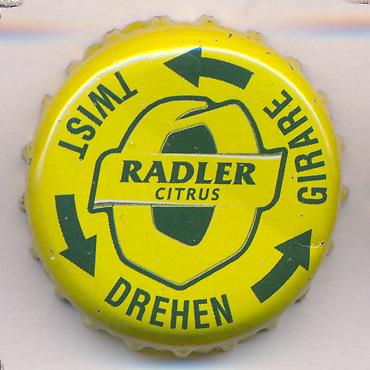 TWIST
GIRARE
RADLER
CITRUS
DREHEN